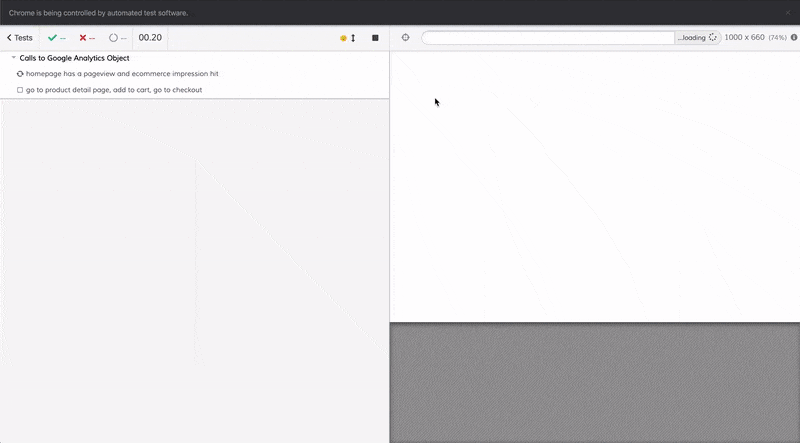 Chrome is being controlled by automated test software.
Tests -- -- -- 00.20 ...loading 1000 x 660 (74%)
Calls to Google Analytics Object
homepage has a pageview and ecommerce impression hit
go to product detail page, add to cart, go to checkout